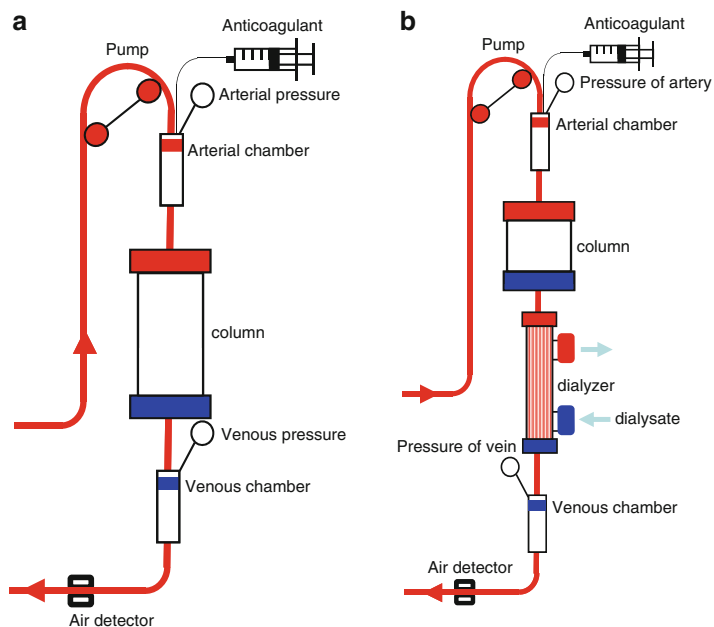 a
Anticoagulant
Pump
Arterial pressure
Arterial chamber
column
Venous pressure
Venous chamber
Air detector
b
Anticoagulant
Pump
Pressure of artery
Arterial chamber
column
dialyzer
dialysate
Pressure of vein
Venous chamber
Air detector